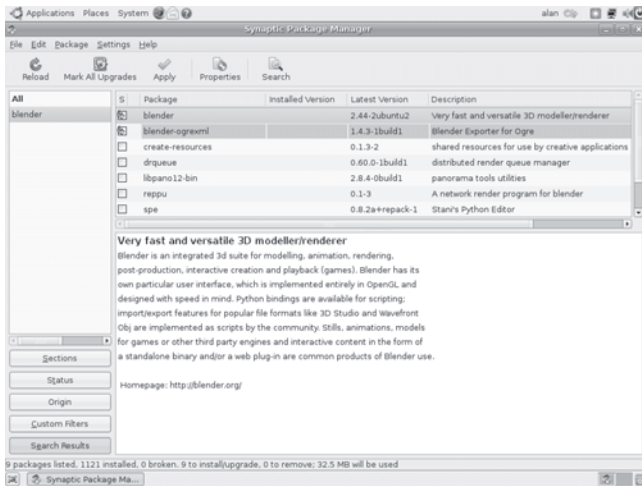 Applications Places System
alan
Synaptic Package Manager
File Edit Package Settings Help
Reload Mark All Upgrades Apply Properties Search
All
blender
S Package Installed Version Latest Version Description
blender 2.44-2ubuntu2 Very fast and versatile 3D modeller/renderer
blender-ogrexml 1.4.3-1build1 Blender Exporter for Ogre
create-resources 0.1.3-2 shared resources for use by creative applications
drqueue 0.60.0-1build1 distributed render queue manager
libpano12-bin 2.8.4-0build1 panorama tools utilities
reppu 0.1-3 A network render program for blender
spe 0.8.2a+repack-1 Stani's Python Editor
Very fast and versatile 3D modeller/renderer
Blender is an integrated 3d suite for modelling, animation, rendering,
post-production, interactive creation and playback (games). Blender has its
own particular user interface, which is implemented entirely in OpenGL and
designed with speed in mind. Python bindings are available for scripting;
import/export features for popular file formats like 3D Studio and Wavefront
Obj are implemented as scripts by the community. Stills, animations, models
for games or other third party engines and interactive content in the form of
a standalone binary and/or a web plug-in are common products of Blender use.
Homepage: http://blender.org/
Sections
Status
Origin
Custom Filters
Search Results
9 packages listed, 1121 installed, 0 broken. 9 to install/upgrade, 0 to remove; 32.5 MB will be used
Synaptic Package Ma...